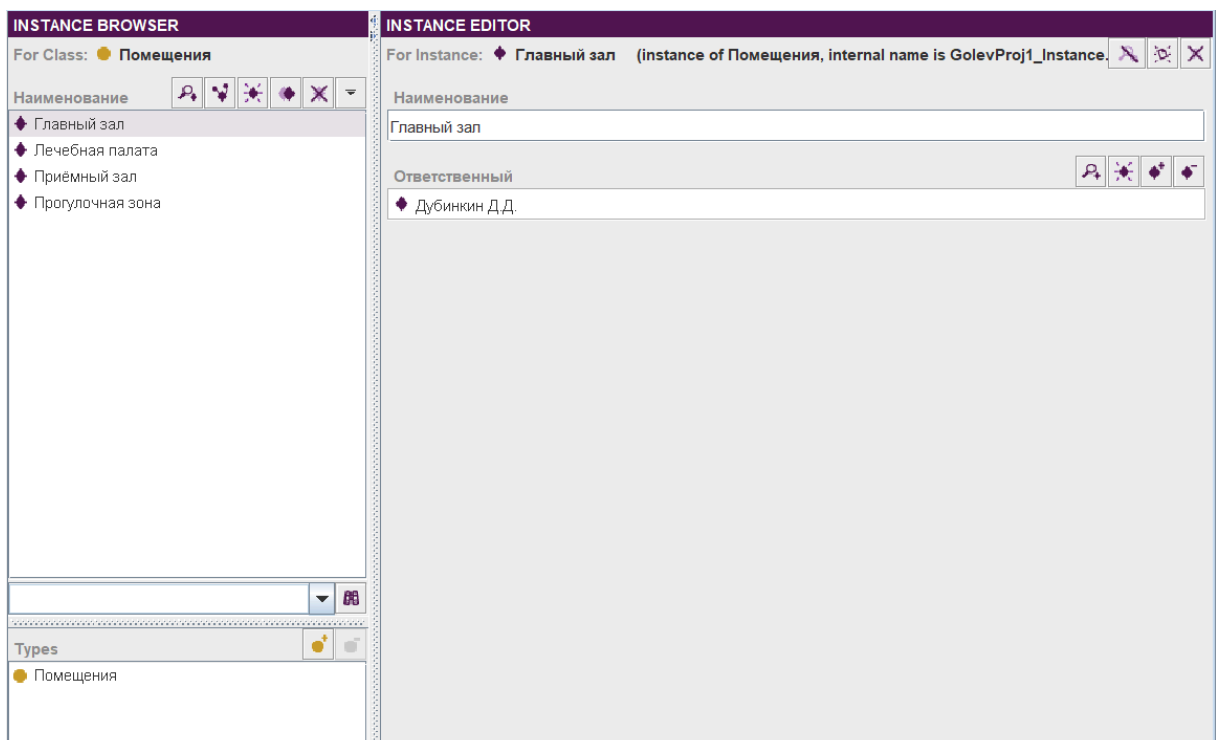 INSTANCE BROWSER
For Class: Помещения
Наименование
Главный зал
Лечебная палата
Приёмный зал
Прогулочная зона
Types
Помещения
INSTANCE EDITOR
For Instance: Главный зал (instance of Помещения, internal name is GolevProj1_Instance.
Наименование
Главный зал
Ответственный
Дубинкин Д.Д.